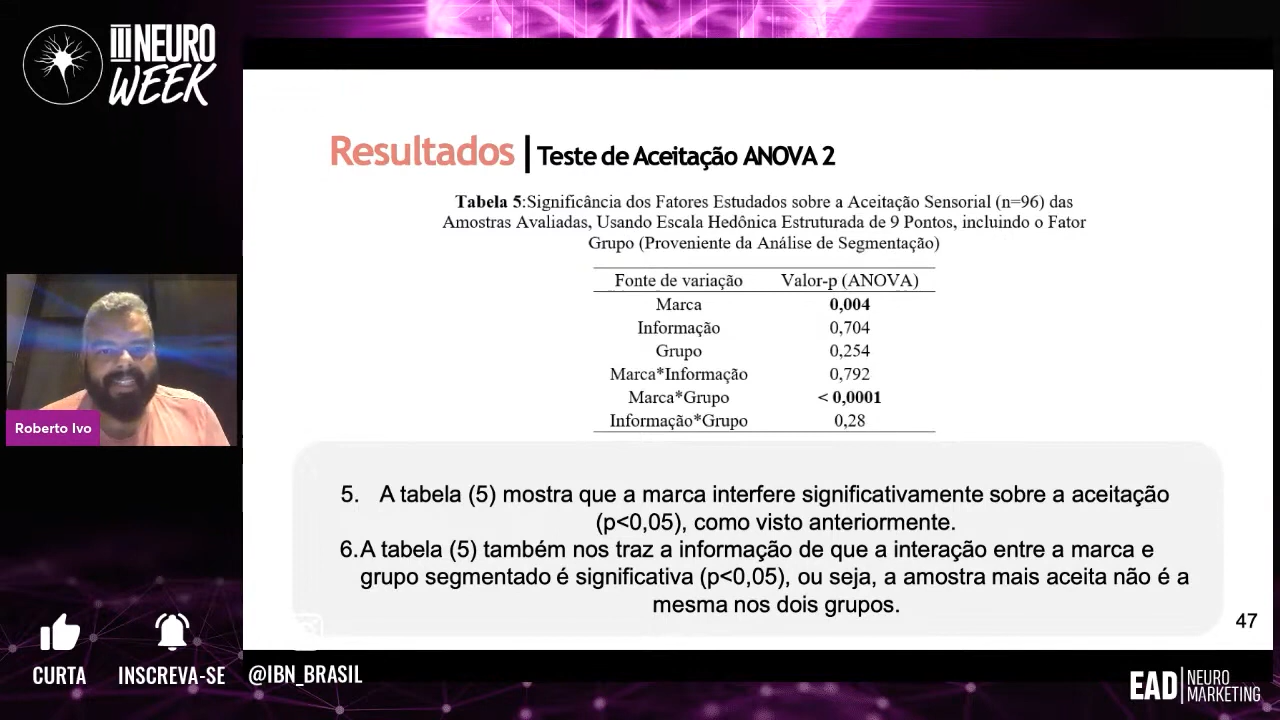 III NEURO
WEEK
Resultados | Teste de Aceitação ANOVA 2
Tabela 5:Significância dos Fatores Estudados sobre a Aceitação Sensorial (n=96) das
Amostras Avaliadas, Usando Escala Hedônica Estruturada de 9 Pontos, incluindo o Fator
Grupo (Proveniente da Análise de Segmentação)
Fonte de variação Valor-p (ANOVA)
Marca 0,004
Informação 0,704
Grupo 0,254
Marca*Informação 0,792
Marca*Grupo < 0,0001
Informação*Grupo 0,28
Roberto Ivo
5. A tabela (5) mostra que a marca interfere significativamente sobre a aceitação
(p<0,05), como visto anteriormente.
6.A tabela (5) também nos traz a informação de que a interação entre a marca e
grupo segmentado é significativa (p<0,05), ou seja, a amostra mais aceita não é a
mesma nos dois grupos.
47
CURTA
INSCREVA-SE
@IBN_BRASIL
EAD NEURO
MARKETING